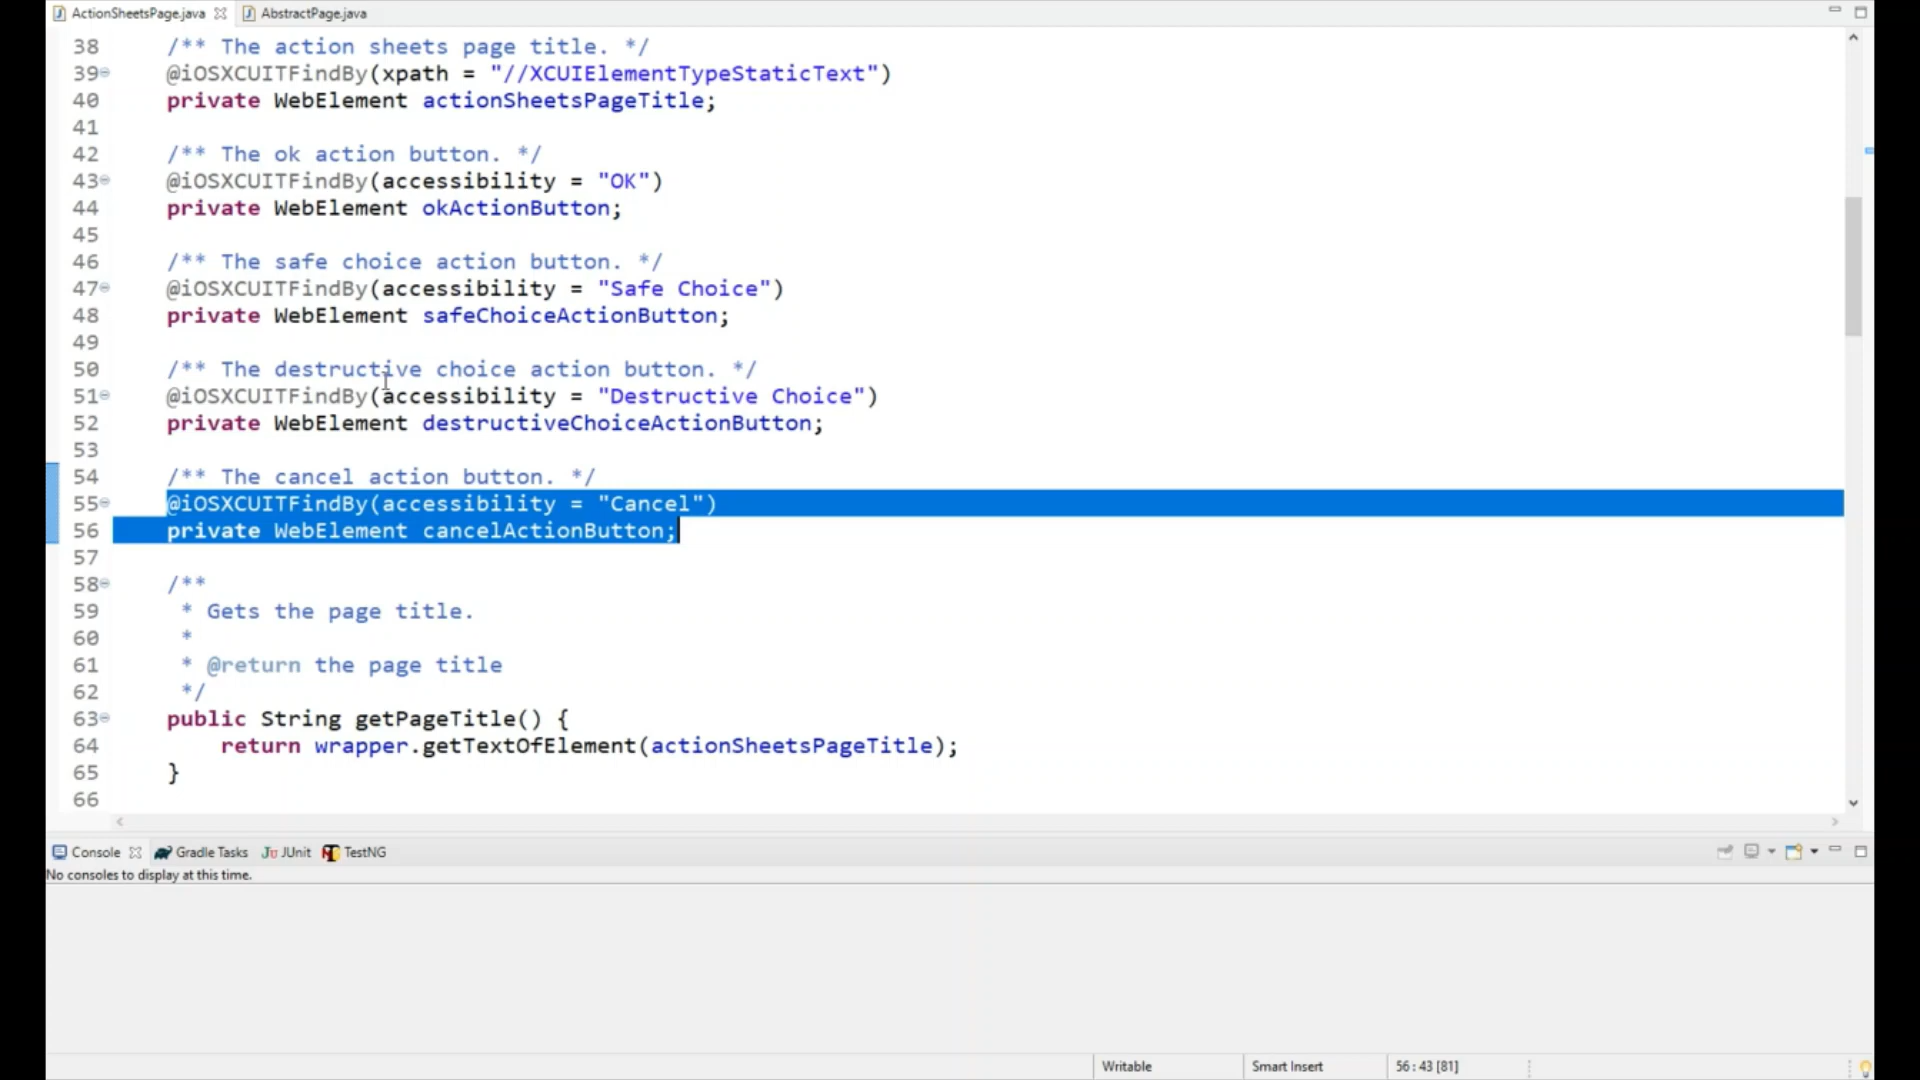 ActionSheetsPage.java AbstractPage.java
38 /** The action sheets page title. */
39 @iOSXCUITFindBy(xpath = "//XCUIElementTypeStaticText")
40 private WebElement actionSheetsPageTitle;
41
42 /** The ok action button. */
43 @iOSXCUITFindBy(accessibility = "OK")
44 private WebElement okActionButton;
45
46 /** The safe choice action button. */
47 @iOSXCUITFindBy(accessibility = "Safe Choice")
48 private WebElement safeChoiceActionButton;
49
50 /** The destructive choice action button. */
51 @iOSXCUITFindBy(accessibility = "Destructive Choice")
52 private WebElement destructiveChoiceActionButton;
53
54 /** The cancel action button. */
55 @iOSXCUITFindBy(accessibility = "Cancel")
56 private WebElement cancelActionButton;
57
58 /**
59 * Gets the page title.
60 *
61 * @return the page title
62 */
63 public String getPageTitle() {
64 return wrapper.getTextOfElement(actionSheetsPageTitle);
65 }
66
Console Gradle Tasks JUnit TestNG
No consoles to display at this time.
Writable Smart Insert 56 : 43 [81]